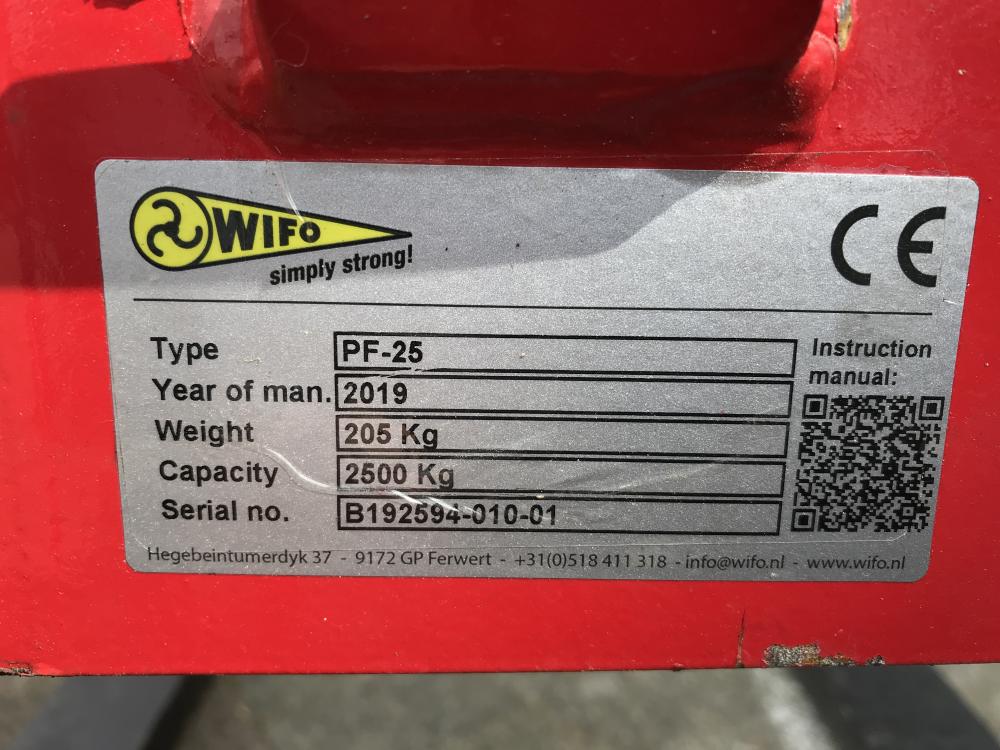 WIFO
simply strong!
CE
Type PF-25
Year of man. 2019
Weight 205 Kg
Capacity 2500 Kg
Serial no. B192594-010-01
Instruction
manual:
Hegebeintumerdyk 37 - 9172 GP Ferwert - +31(0)518 411 318 - info@wifo.nl - www.wifo.nl